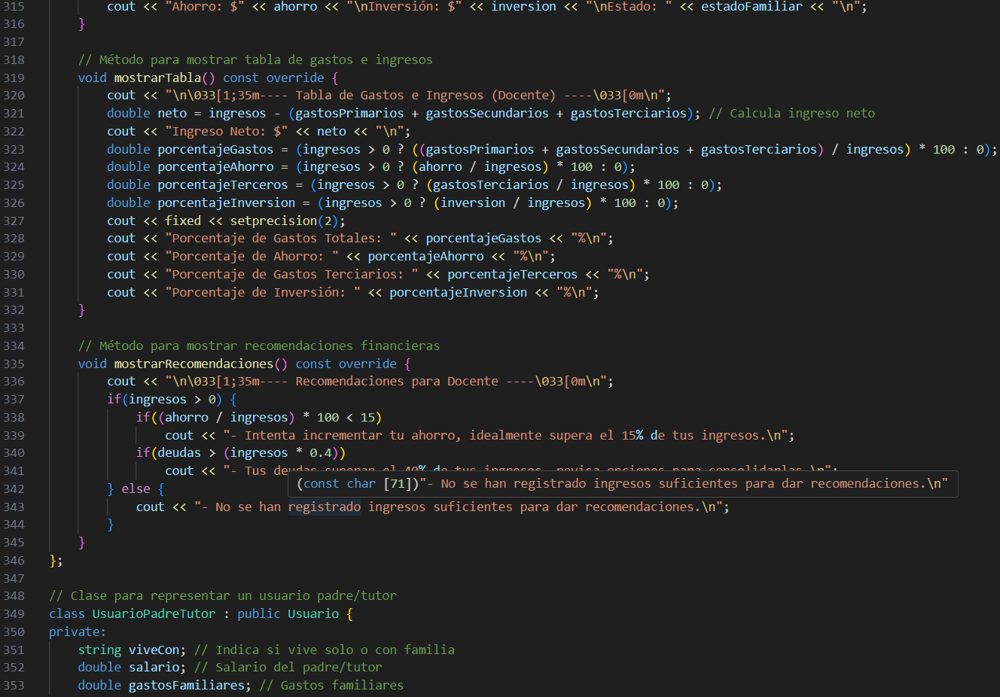 315 cout << "Ahorro: $" << ahorro << "\nInversión: $" << inversion << "\nEstado: " << estadoFamiliar << "\n";
316 }
317
318 // Método para mostrar tabla de gastos e ingresos
319 void mostrarTabla() const override {
320 cout << "\n\033[1;35m---- Tabla de Gastos e Ingresos (Docente) ----\033[0m\n";
321 double neto = ingresos - (gastosPrimarios + gastosSecundarios + gastosTerciarios); // Calcula ingreso neto
322 cout << "Ingreso Neto: $" << neto << "\n";
323 double porcentajeGastos = (ingresos > 0 ? ((gastosPrimarios + gastosSecundarios + gastosTerciarios) / ingresos) * 100 : 0);
324 double porcentajeAhorro = (ingresos > 0 ? (ahorro / ingresos) * 100 : 0);
325 double porcentajeTerceros = (ingresos > 0 ? (gastosTerciarios / ingresos) * 100 : 0);
326 double porcentajeInversion = (ingresos > 0 ? (inversion / ingresos) * 100 : 0);
327 cout << fixed << setprecision(2);
328 cout << "Porcentaje de Gastos Totales: " << porcentajeGastos << "%\n";
329 cout << "Porcentaje de Ahorro: " << porcentajeAhorro << "%\n";
330 cout << "Porcentaje de Gastos Terciarios: " << porcentajeTerceros << "%\n";
331 cout << "Porcentaje de Inversión: " << porcentajeInversion << "%\n";
332 }
333
334 // Método para mostrar recomendaciones financieras
335 void mostrarRecomendaciones() const override {
336 cout << "\n\033[1;35m---- Recomendaciones para Docente ----\033[0m\n";
337 if(ingresos > 0) {
338 if((ahorro / ingresos) * 100 < 15)
339 cout << "- Intenta incrementar tu ahorro, idealmente supera el 15% de tus ingresos.\n";
340 if(deudas > (ingresos * 0.4))
341 cout << "- Tus deudas superan el 40% de tus ingresos, revisa opciones para consolidarlas.\n";
(const char [71])"- No se han registrado ingresos suficientes para dar recomendaciones.\n"
342 } else {
343 cout << "- No se han registrado ingresos suficientes para dar recomendaciones.\n";
344 }
345 }
346 };
347
348 // Clase para representar un usuario padre/tutor
349 class UsuarioPadreTutor : public Usuario {
350 private:
351 string viveCon; // Indica si vive solo o con familia
352 double salario; // Salario del padre/tutor
353 double gastosFamiliares; // Gastos familiares